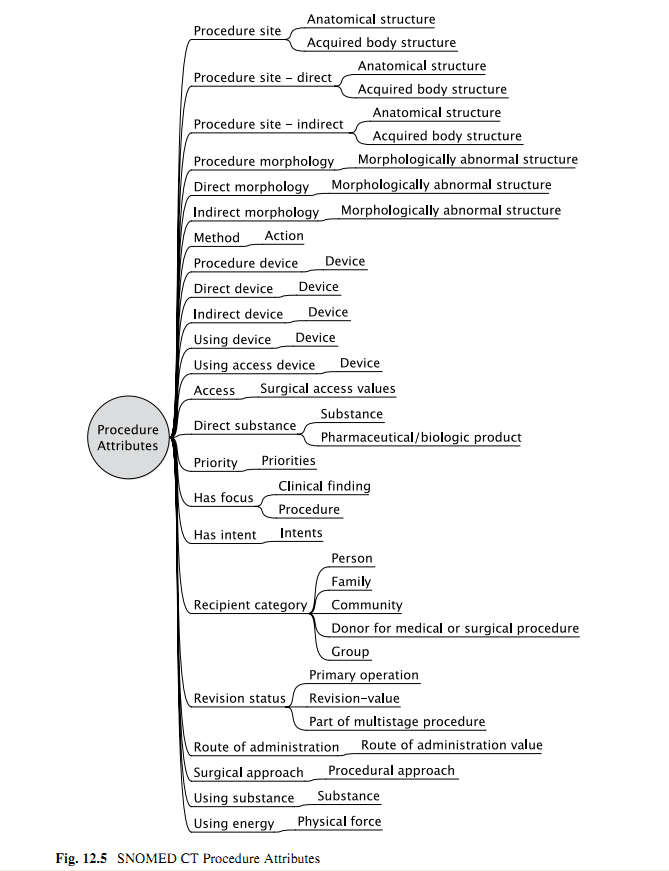 Procedure Attributes
Procedure site
Anatomical structure
Acquired body structure
Procedure site – direct
Anatomical structure
Acquired body structure
Procedure site – indirect
Anatomical structure
Acquired body structure
Procedure morphology
Morphologically abnormal structure
Direct morphology
Morphologically abnormal structure
Indirect morphology
Morphologically abnormal structure
Method
Action
Procedure device
Device
Direct device
Device
Indirect device
Device
Using device
Device
Using access device
Device
Access
Surgical access values
Direct substance
Substance
Pharmaceutical/biologic product
Priority
Priorities
Has focus
Clinical finding
Procedure
Has intent
Intents
Recipient category
Person
Family
Community
Donor for medical or surgical procedure
Group
Revision status
Primary operation
Revision–value
Part of multistage procedure
Route of administration
Route of administration value
Surgical approach
Procedural approach
Using substance
Substance
Using energy
Physical force
Fig. 12.5 SNOMED CT Procedure Attributes